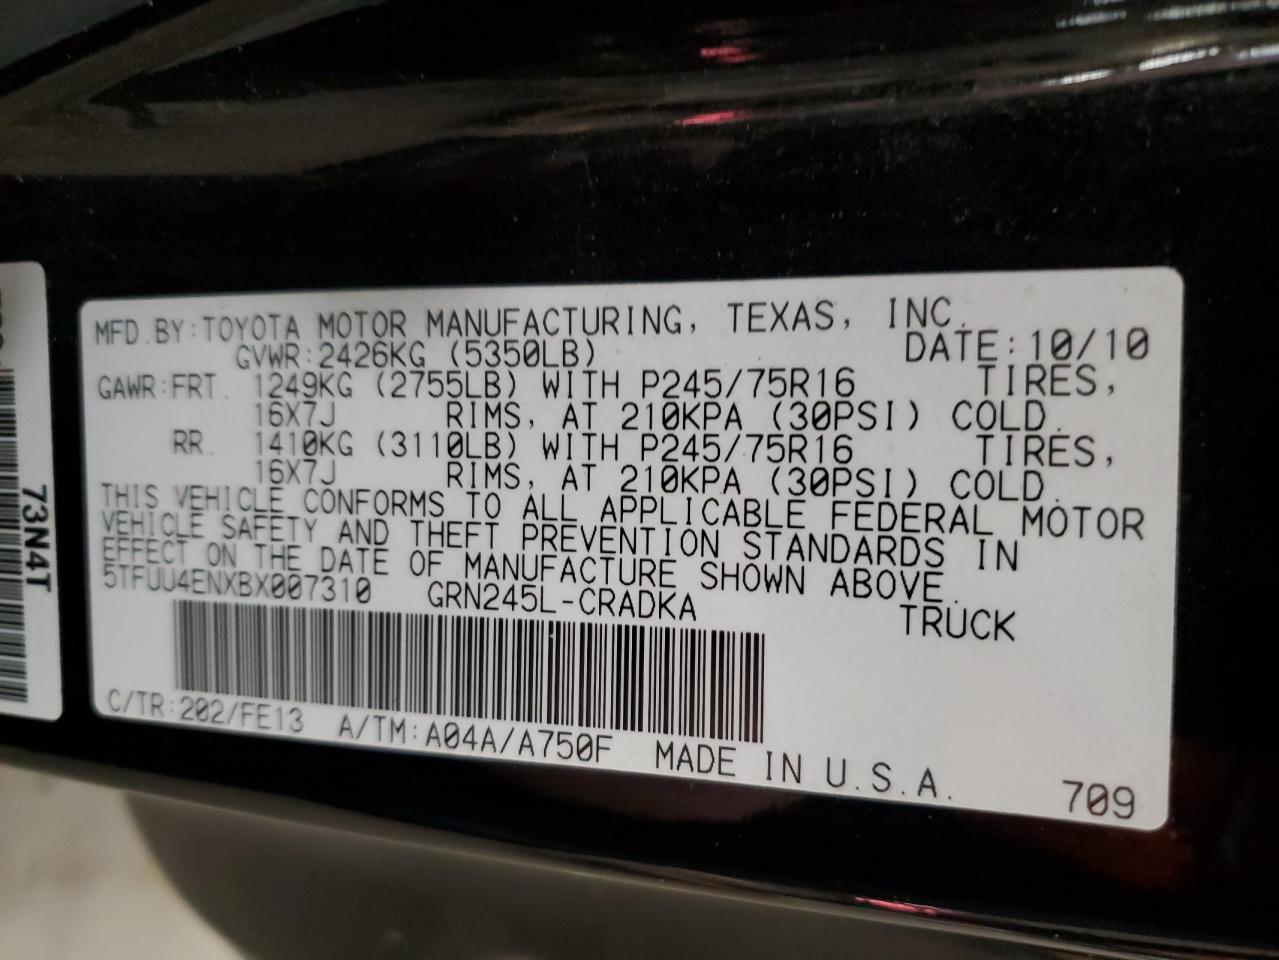 MFD.BY:TOYOTA MOTOR MANUFACTURING, TEXAS, INC.
GVWR:2426KG (5350LB) DATE:10/10
GAWR:FRT. 1249KG (2755LB) WITH P245/75R16 TIRES,
16X7J RIMS, AT 210KPA (30PSI) COLD.
RR. 1410KG (3110LB) WITH P245/75R16 TIRES,
16X7J RIMS, AT 210KPA (30PSI) COLD.
THIS VEHICLE CONFORMS TO ALL APPLICABLE FEDERAL MOTOR
VEHICLE SAFETY AND THEFT PREVENTION STANDARDS IN
EFFECT ON THE DATE OF MANUFACTURE SHOWN ABOVE.
5TFUU4ENXBX007310 GRN245L-CRADKA TRUCK
C/TR:202/FE13 A/TM:A04A/A750F MADE IN U.S.A.
709
73N4T